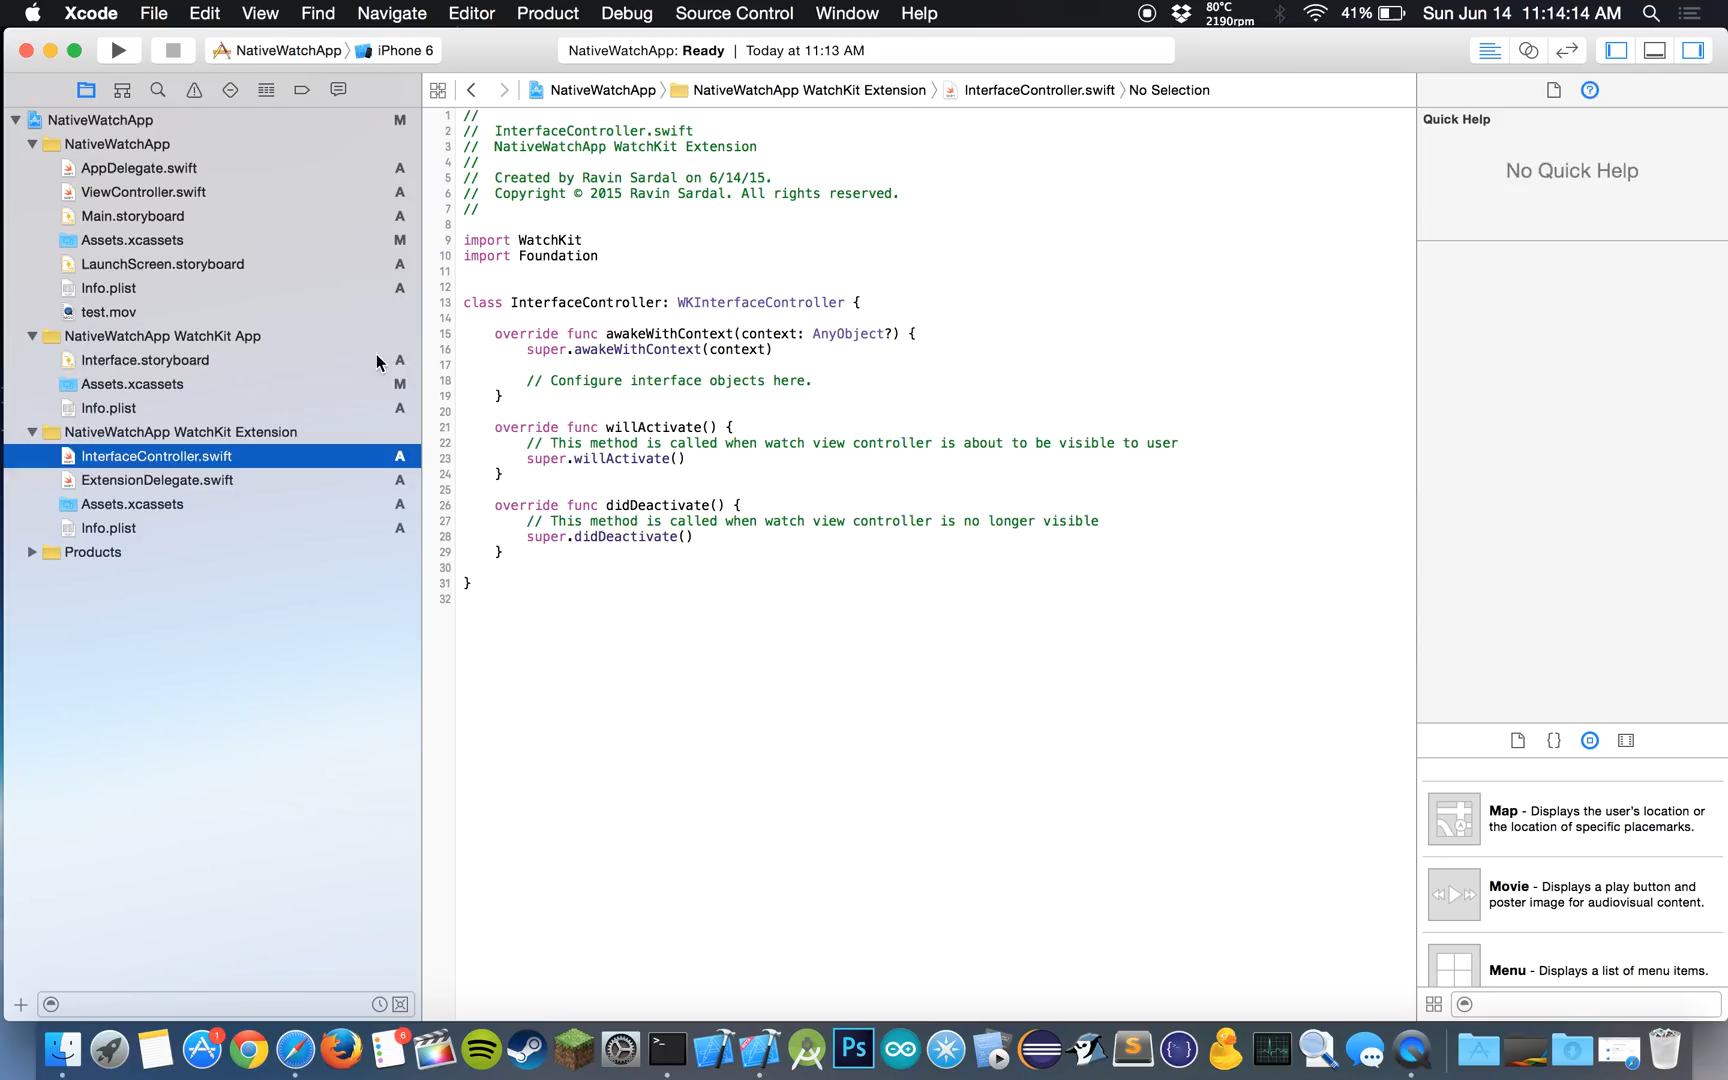 Xcode File Edit View Find Navigate Editor Product Debug Source Control Window Help 80°C 2190rpm 41% Sun Jun 14 11:14:14 AM
NativeWatchApp iPhone 6 NativeWatchApp: Ready | Today at 11:13 AM
NativeWatchApp NativeWatchApp WatchKit Extension InterfaceController.swift No Selection
NativeWatchApp M
NativeWatchApp
AppDelegate.swift A
ViewController.swift A
Main.storyboard A
Assets.xcassets M
LaunchScreen.storyboard A
Info.plist A
test.mov
NativeWatchApp WatchKit App
Interface.storyboard A
Assets.xcassets M
Info.plist A
NativeWatchApp WatchKit Extension
InterfaceController.swift A
ExtensionDelegate.swift A
Assets.xcassets A
Info.plist A
Products
1 //
2 //  InterfaceController.swift
3 //  NativeWatchApp WatchKit Extension
4 //
5 //  Created by Ravin Sardal on 6/14/15.
6 //  Copyright © 2015 Ravin Sardal. All rights reserved.
7 //
8
9 import WatchKit
10 import Foundation
11
12
13 class InterfaceController: WKInterfaceController {
14
15     override func awakeWithContext(context: AnyObject?) {
16         super.awakeWithContext(context)
17
18         // Configure interface objects here.
19     }
20
21     override func willActivate() {
22         // This method is called when watch view controller is about to be visible to user
23         super.willActivate()
24     }
25
26     override func didDeactivate() {
27         // This method is called when watch view controller is no longer visible
28         super.didDeactivate()
29     }
30
31 }
32
Quick Help
No Quick Help
Map - Displays the user's location or
the location of specific placemarks.
Movie - Displays a play button and
poster image for audiovisual content.
Menu - Displays a list of menu items.
1
6
Ps
S